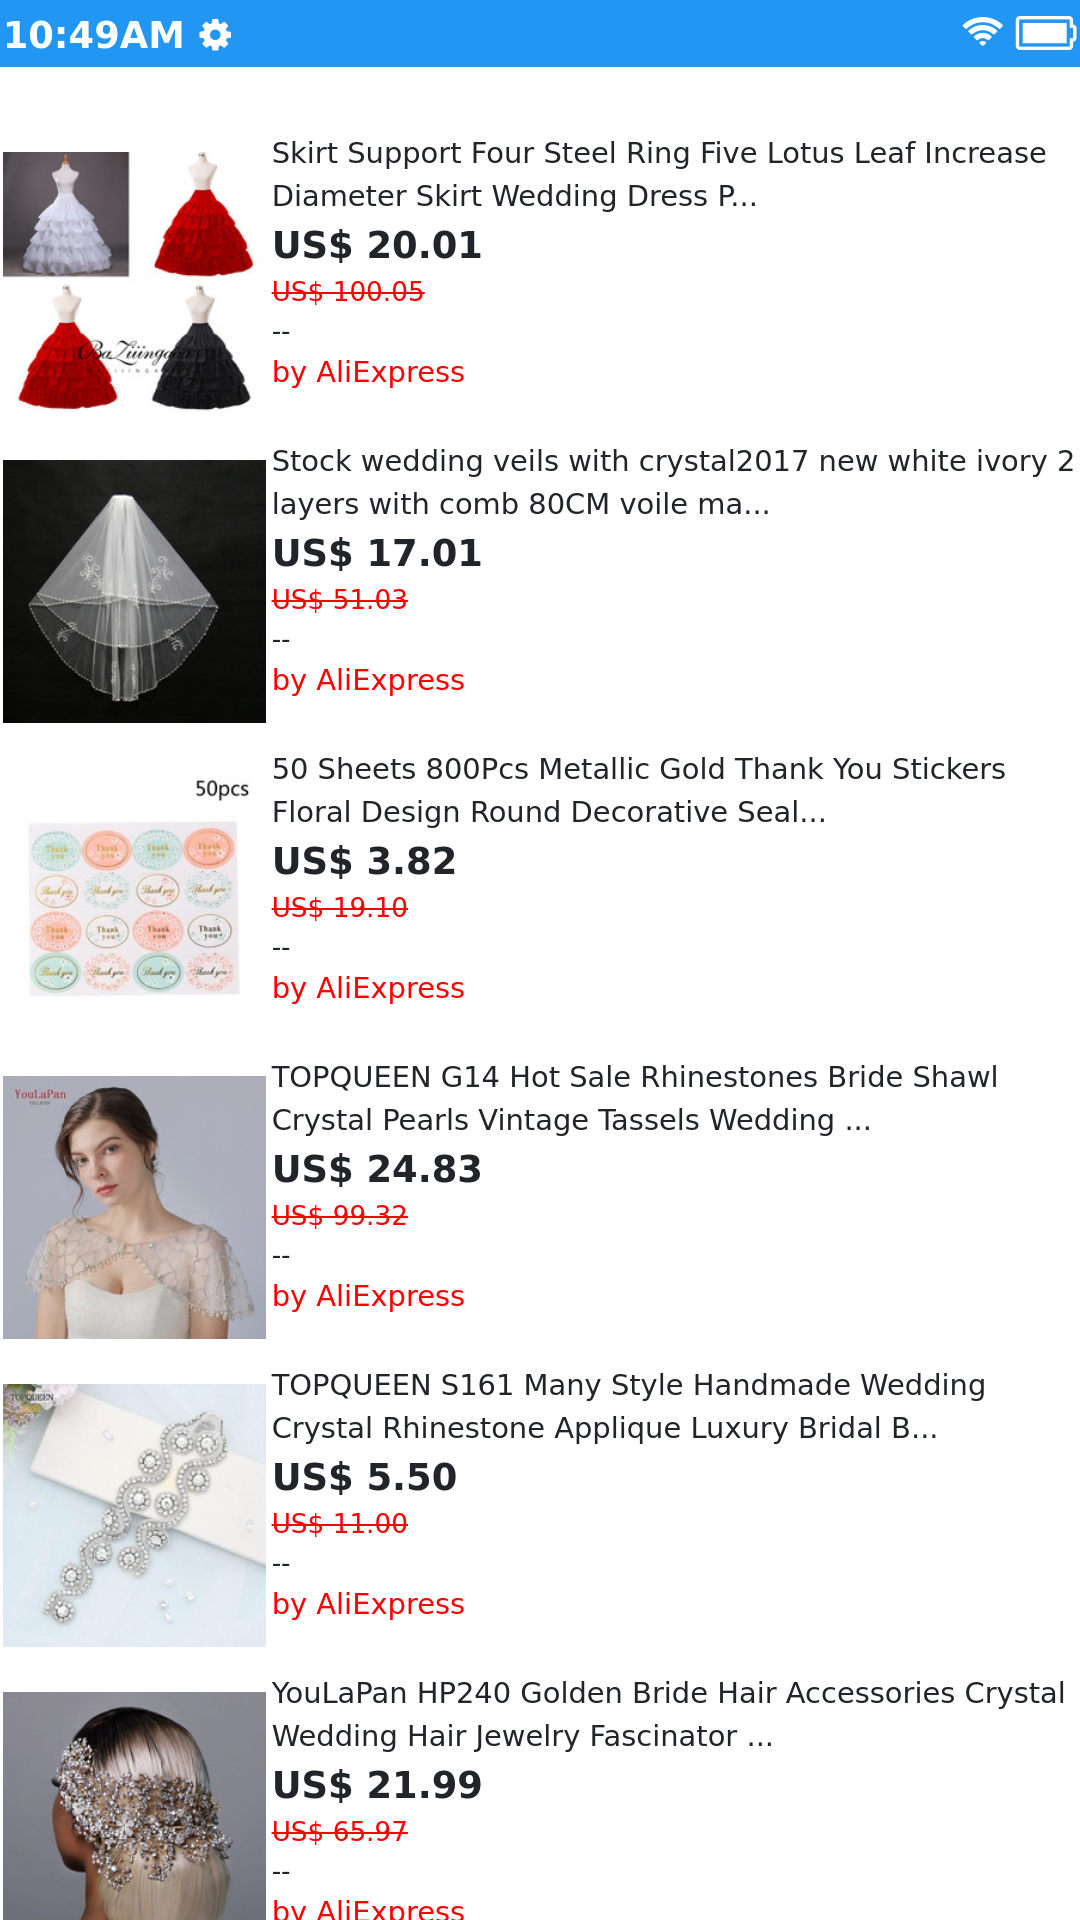 10:49AM
Skirt Support Four Steel Ring Five Lotus Leaf Increase
Diameter Skirt Wedding Dress P...
US$ 20.01
US$ 100.05
--
by AliExpress
Stock wedding veils with crystal2017 new white ivory 2
layers with comb 80CM voile ma...
US$ 17.01
US$ 51.03
--
by AliExpress
50pcs
Thank you Thank you Thank you Thank you
Thank you Thank you Thank you Thank you
Thank you Thank you Thank you Thank you
Thank you Thank you Thank you Thank you
50 Sheets 800Pcs Metallic Gold Thank You Stickers
Floral Design Round Decorative Seal...
US$ 3.82
US$ 19.10
--
by AliExpress
YouLaPan
TOPQUEEN G14 Hot Sale Rhinestones Bride Shawl
Crystal Pearls Vintage Tassels Wedding ...
US$ 24.83
US$ 99.32
--
by AliExpress
TOPQUEEN
TOPQUEEN S161 Many Style Handmade Wedding
Crystal Rhinestone Applique Luxury Bridal B...
US$ 5.50
US$ 11.00
--
by AliExpress
YouLaPan HP240 Golden Bride Hair Accessories Crystal
Wedding Hair Jewelry Fascinator ...
US$ 21.99
US$ 65.97
--
by AliExpress